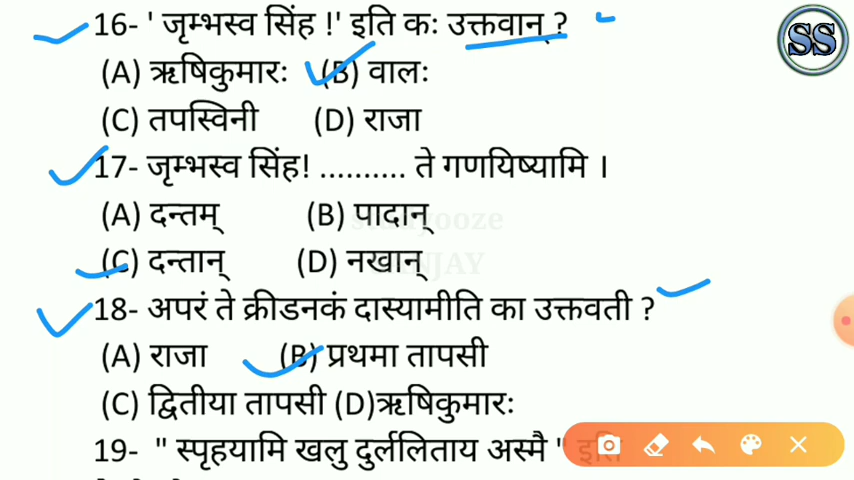 SS
16- ' जृम्भस्व सिंह !' इति कः उक्तवान् ?
(A) ऋषिकुमारः (B) वालः
(C) तपस्विनी (D) राजा
17- जृम्भस्व सिंह! .......... ते गणयिष्यामि ।
(A) दन्तम् (B) पादान्
(C) दन्तान् (D) नखान्
18- अपरं ते क्रीडनकं दास्यामीति का उक्तवती ?
(A) राजा (B) प्रथमा तापसी
(C) द्वितीया तापसी (D)ऋषिकुमारः
19- " स्पृहयामि खलु दुर्ललिताय अस्मै " इति